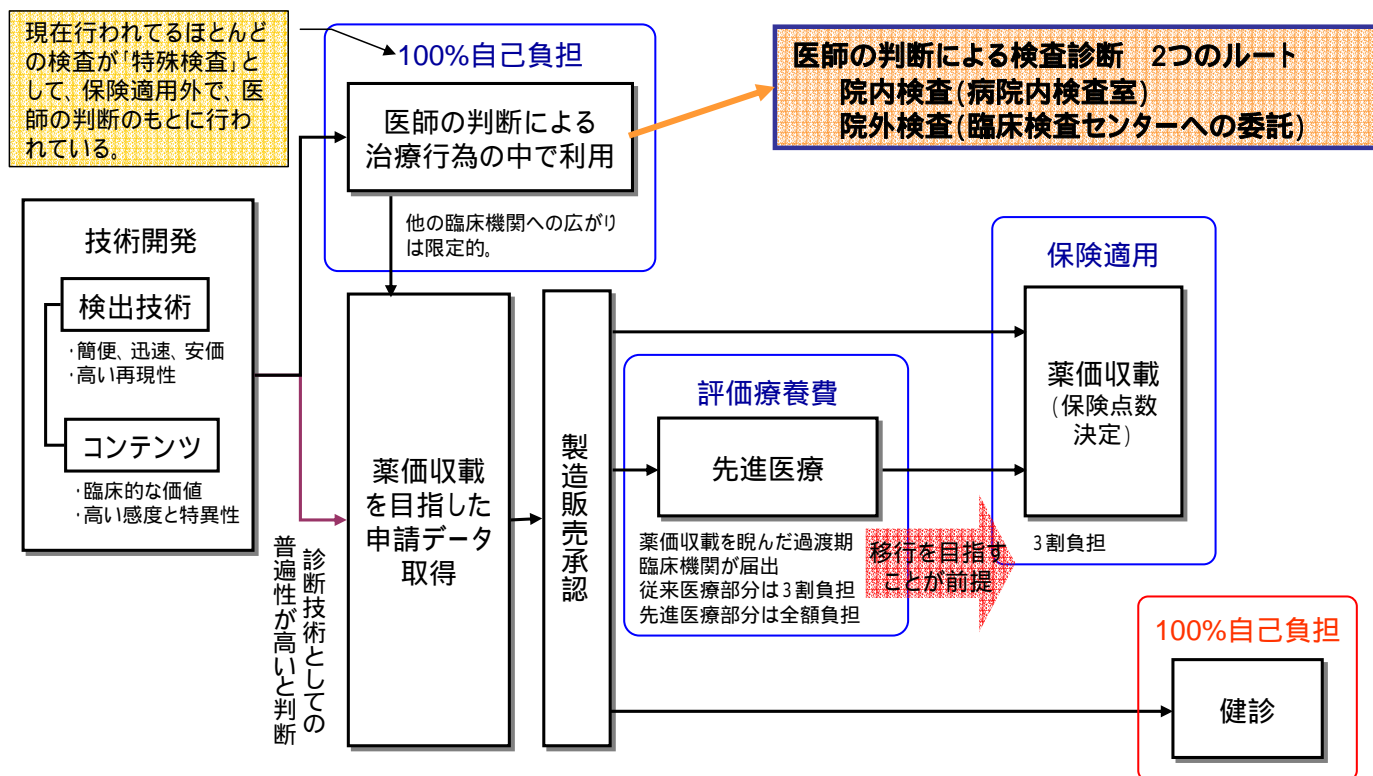 現在行われてるほとんど
の検査が「特殊検査」と
して、保険適用外で、医
師の判断のもとに行わ
れている。
100%自己負担
医師の判断による
治療行為の中で利用
他の臨床機関への広がり
は限定的。
医師の判断による検査診断 2つのルート
院内検査(病院内検査室)
院外検査(臨床検査センターへの委託)
技術開発
検出技術
・簡便、迅速、安価
・高い再現性
コンテンツ
・臨床的な価値
・高い感度と特異性
診断技術としての
普遍性が高いと判断
薬価収載
を目指した
申請データ
取得
製造販売承認
評価療養費
先進医療
薬価収載を睨んだ過渡期
臨床機関が届出
従来医療部分は3割負担
先進医療部分は全額負担
移行を目指す
ことが前提
保険適用
薬価収載
(保険点数
決定)
3割負担
100%自己負担
健診